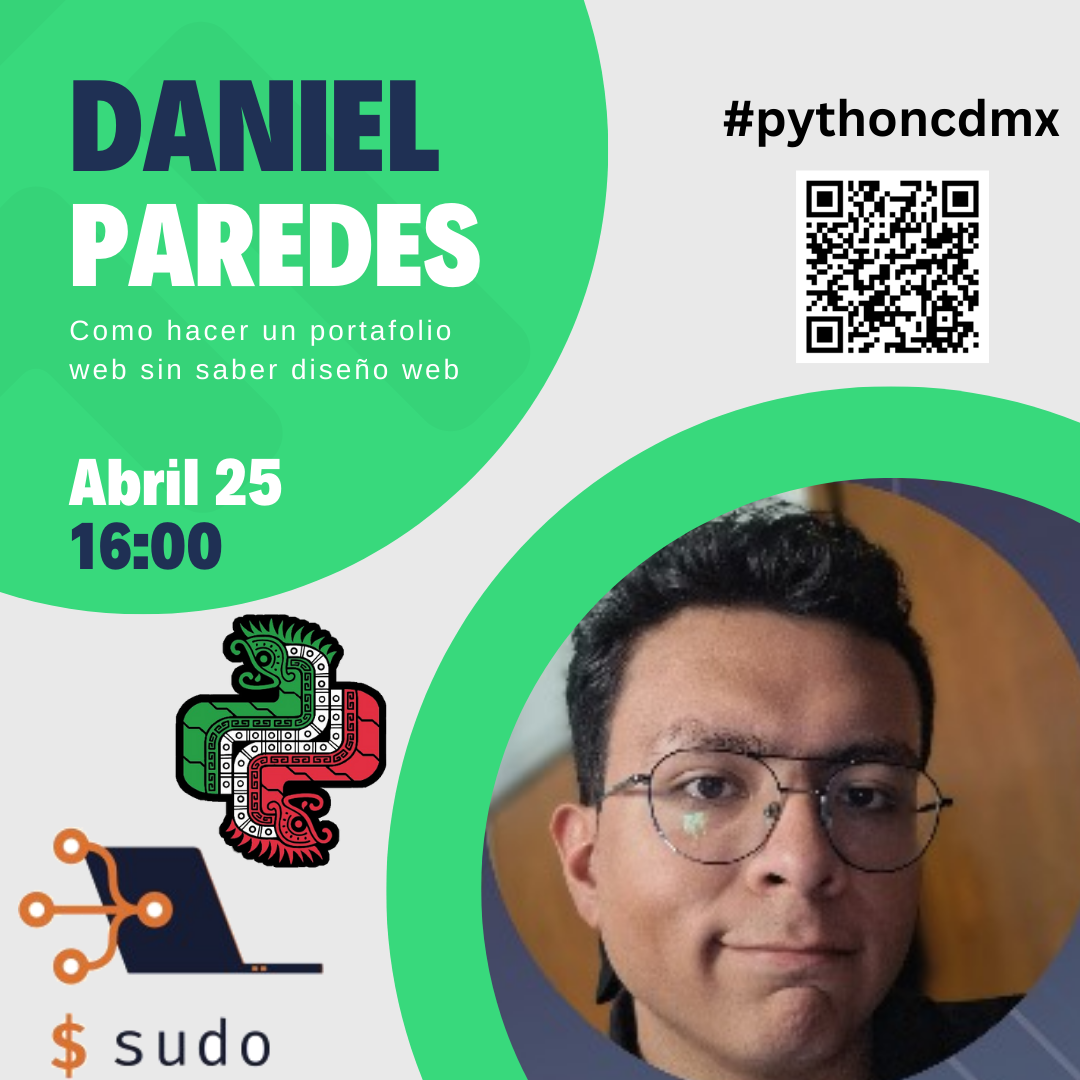 DANIEL
PAREDES
Como hacer un portafolio
web sin saber diseño web
Abril 25
16:00
#pythoncdmx
$ sudo